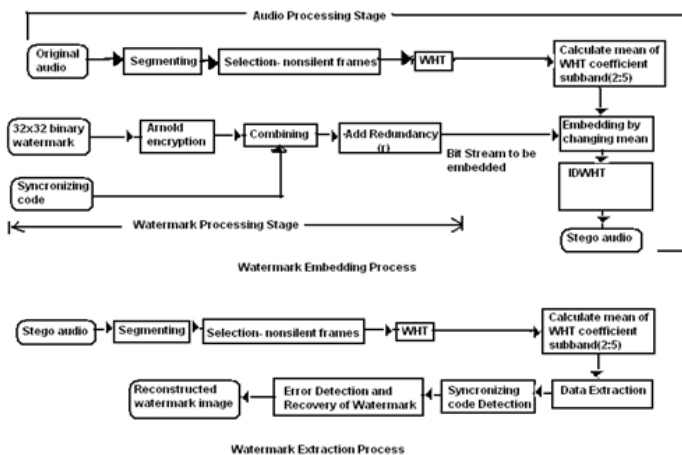 Audio Processing Stage
Original
audio
Segmenting
Selection- nonsilent frames
WHT
Calculate mean of
WHT coefficient
subband(2:5)
32x32 binary
watermark
Arnold
encryption
Combining
Add Redundancy
(r)
Bit Stream to be
embedded
Embedding by
changing mean
Syncronizing
code
IDWHT
Watermark Processing Stage
Stego audio
Watermark Embedding Process
Stego audio
Segmenting
Selection- nonsilent frames
WHT
Calculate mean of
WHT coefficient
subband(2:5)
Reconstructed
watermark image
Error Detection and
Recovery of Watermark
Syncronizing
code Detection
Data Extraction
Watermark Extraction Process